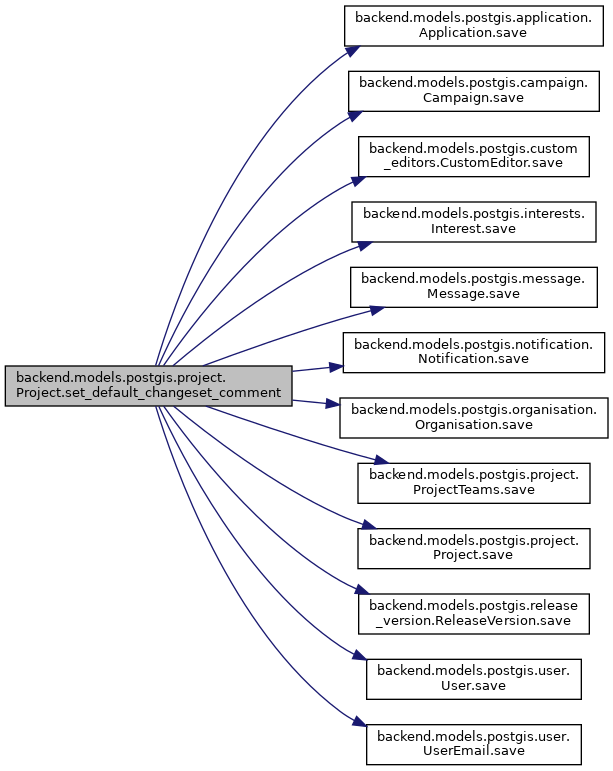 backend.models.postgis.application.
Application.save
backend.models.postgis.campaign.
Campaign.save
backend.models.postgis.custom
_editors.CustomEditor.save
backend.models.postgis.interests.
Interest.save
backend.models.postgis.message.
Message.save
backend.models.postgis.notification.
Notification.save
backend.models.postgis.project.
Project.set_default_changeset_comment
backend.models.postgis.organisation.
Organisation.save
backend.models.postgis.project.
ProjectTeams.save
backend.models.postgis.project.
Project.save
backend.models.postgis.release
_version.ReleaseVersion.save
backend.models.postgis.user.
User.save
backend.models.postgis.user.
UserEmail.save